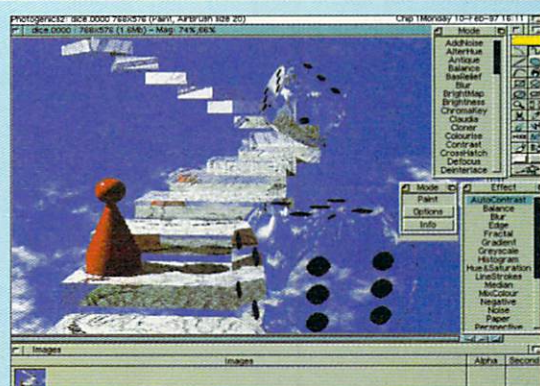 Photogenics2: dice.0000 768x576 (Paint, Airbrush size 20)
Chip 1Monday 10-Feb-97 16:11
dice.0000 : 768x576 (1.6Mb) - Mag: 74%,66%
Mode
AddNoise
AlterHue
Antique
Balance
BasRelief
Blur
BrightMap
Brightness
ChromaKey
Claudia
Cloner
Colourise
Contrast
CrossHatch
Defocus
Deinterlace
Mode
Paint
Options
Info
Effect
AutoContrast
Balance
Blur
Edge
Fractal
Gradient
Greyscale
Histogram
Hue&Saturation
LineStrokes
Median
MixColour
Negative
Noise
Paper
Perspective
Images
Images
Alpha
Second